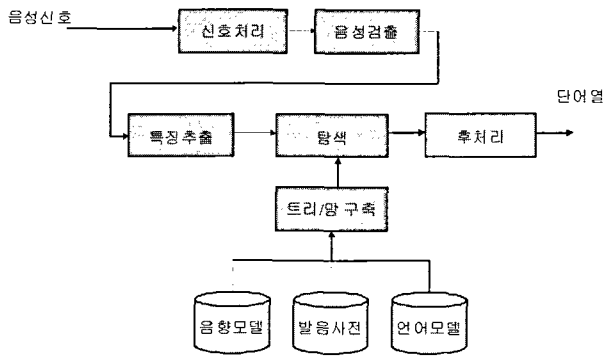 음성신호
신호처리
음성검출
단어열
특징추출
탐색
후처리
트리/망 구축
음향모델
발음사전
언어모델